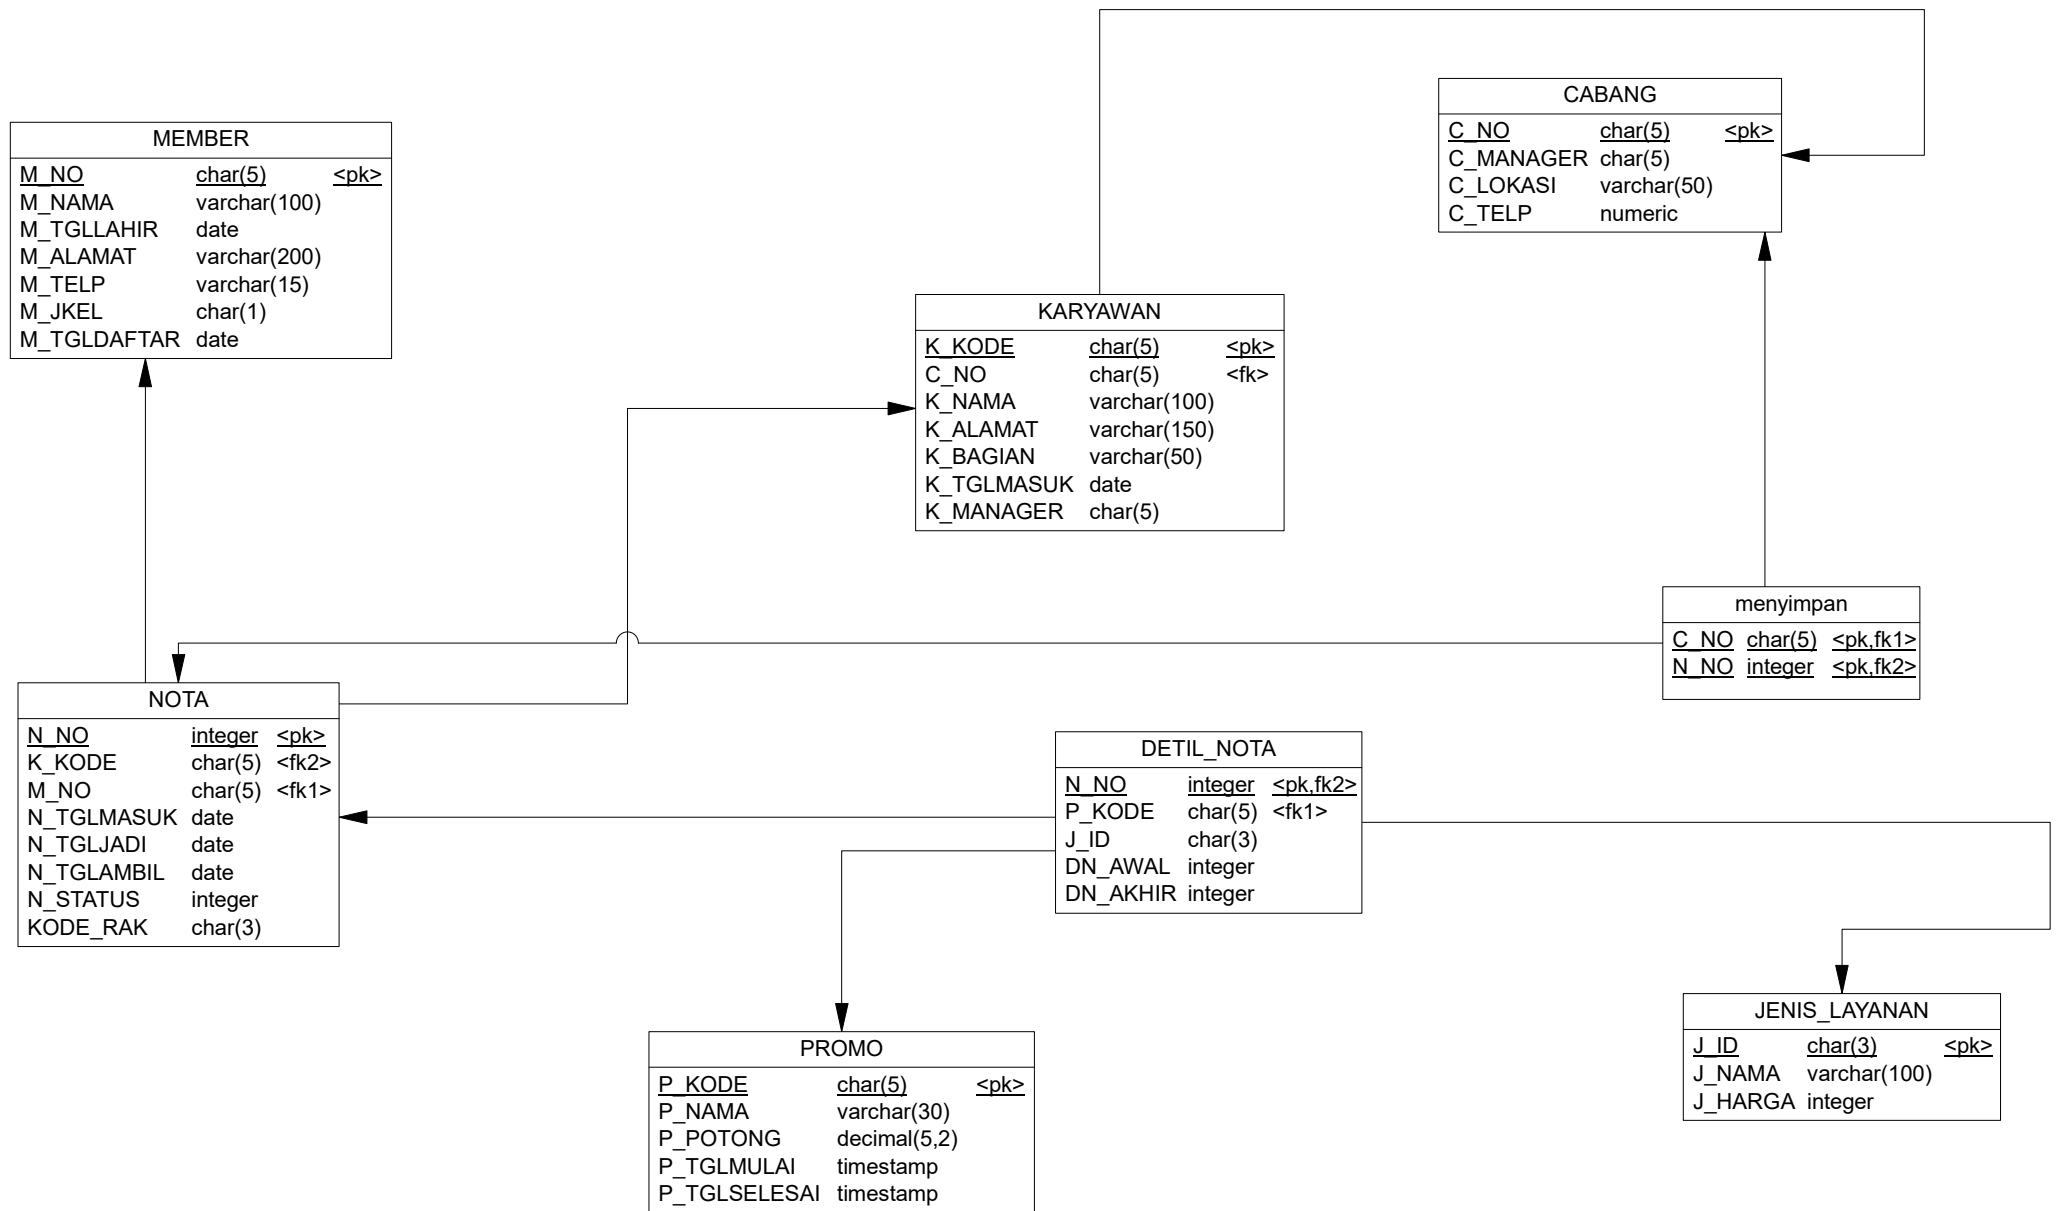 CABANG
C_NO char(5) <pk>
C_MANAGER char(5)
C_LOKASI varchar(50)
C_TELP numeric
MEMBER
M_NO char(5) <pk>
M_NAMA varchar(100)
M_TGLLAHIR date
M_ALAMAT varchar(200)
M_TELP varchar(15)
M_JKEL char(1)
M_TGLDAFTAR date
KARYAWAN
K_KODE char(5) <pk>
C_NO char(5) <fk>
K_NAMA varchar(100)
K_ALAMAT varchar(150)
K_BAGIAN varchar(50)
K_TGLMASUK date
K_MANAGER char(5)
menyimpan
C_NO char(5) <pk,fk1>
N_NO integer <pk,fk2>
NOTA
N_NO integer <pk>
K_KODE char(5) <fk2>
M_NO char(5) <fk1>
N_TGLMASUK date
N_TGLJADI date
N_TGLAMBIL date
N_STATUS integer
KODE_RAK char(3)
DETIL_NOTA
N_NO integer <pk,fk2>
P_KODE char(5) <fk1>
J_ID char(3)
DN_AWAL integer
DN_AKHIR integer
JENIS_LAYANAN
J_ID char(3) <pk>
J_NAMA varchar(100)
J_HARGA integer
PROMO
P_KODE char(5) <pk>
P_NAMA varchar(30)
P_POTONG decimal(5,2)
P_TGLMULAI timestamp
P_TGLSELESAI timestamp